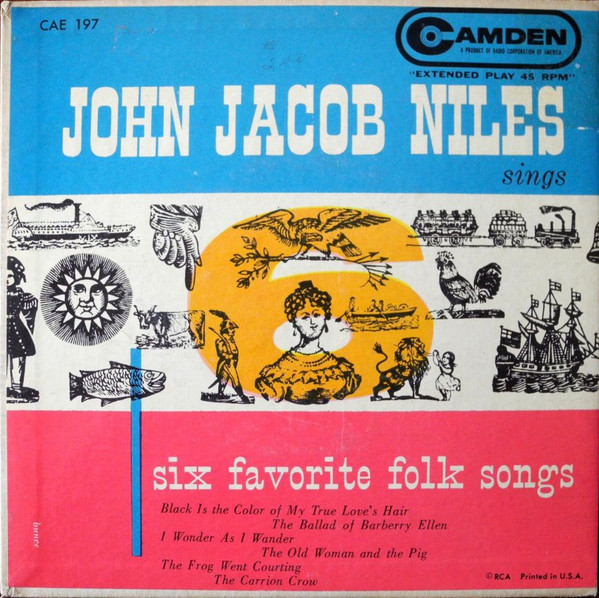 CAE 197
CAMDEN
A PRODUCT OF RADIO CORPORATION OF AMERICA
"EXTENDED PLAY 45 RPM"
JOHN JACOB NILES
sings
6
six favorite folk songs
Black Is the Color of My True Love's Hair
The Ballad of Barberry Ellen
I Wonder As I Wander
The Old Woman and the Pig
The Frog Went Courting
The Carrion Crow
© RCA Printed in U.S.A.